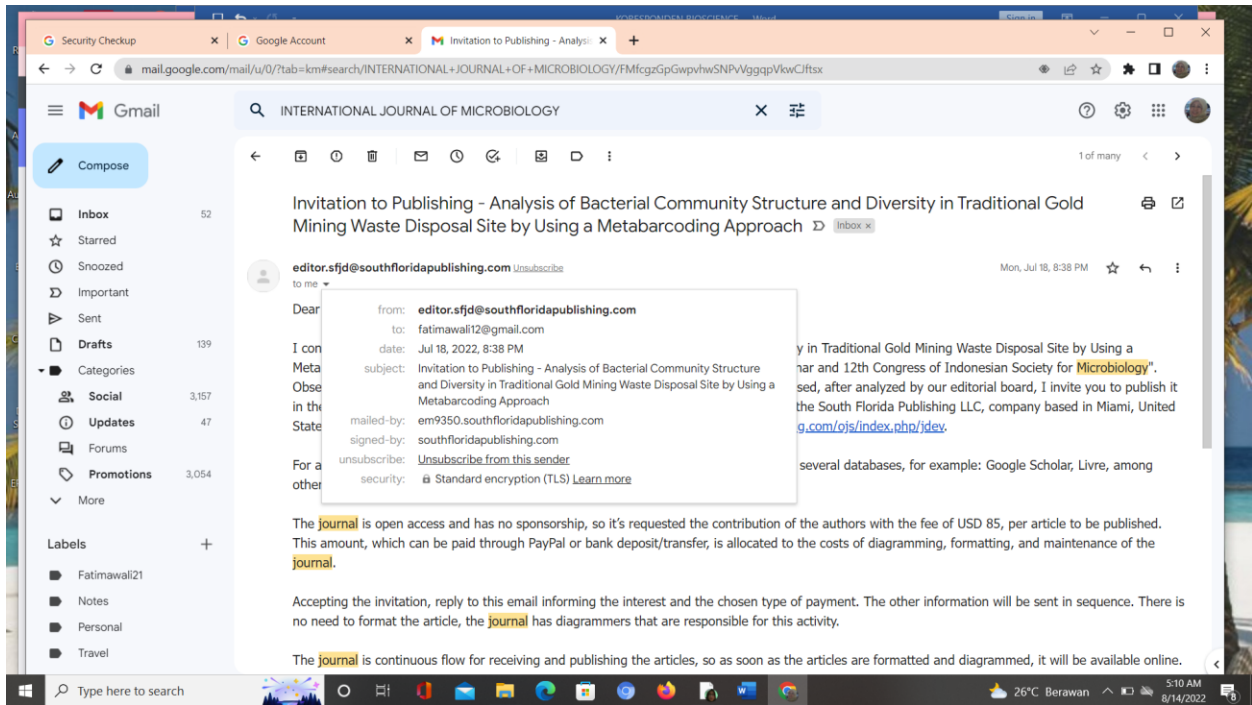 KORESPONDEN BIOSCIENCE - Word
Sign in
Security Checkup
Google Account
Invitation to Publishing - Analysis
mail.google.com/mail/u/0/?tab=km#search/INTERNATIONAL+JOURNAL+OF+MICROBIOLOGY/FMfcgzGpGwpvhwSNPvVggqpVkwCJftsx
Gmail
INTERNATIONAL JOURNAL OF MICROBIOLOGY
Compose
1 of many
Inbox 52
Starred
Snoozed
Important
Sent
Drafts 139
Categories
Social 3,157
Updates 47
Forums
Promotions 3,054
More
Labels
Fatimawali21
Notes
Personal
Travel
Invitation to Publishing - Analysis of Bacterial Community Structure and Diversity in Traditional Gold
Mining Waste Disposal Site by Using a Metabarcoding Approach Inbox x
editor.sfjd@southfloridapublishing.com Unsubscribe
Mon, Jul 18, 8:38 PM
to me
Dear
from: editor.sfjd@southfloridapublishing.com
to: fatimawali12@gmail.com
date: Jul 18, 2022, 8:38 PM
subject: Invitation to Publishing - Analysis of Bacterial Community Structure
and Diversity in Traditional Gold Mining Waste Disposal Site by Using a
Metabarcoding Approach
mailed-by: em9350.southfloridapublishing.com
signed-by: southfloridapublishing.com
unsubscribe: Unsubscribe from this sender
security: Standard encryption (TLS) Learn more
I con y in Traditional Gold Mining Waste Disposal Site by Using a
Meta nar and 12th Congress of Indonesian Society for Microbiology".
Obse sed, after analyzed by our editorial board, I invite you to publish it
in the the South Florida Publishing LLC, company based in Miami, United
State g.com/ojs/index.php/jdev.
For a several databases, for example: Google Scholar, Livre, among
other
The journal is open access and has no sponsorship, so it's requested the contribution of the authors with the fee of USD 85, per article to be published.
This amount, which can be paid through PayPal or bank deposit/transfer, is allocated to the costs of diagramming, formatting, and maintenance of the
journal.
Accepting the invitation, reply to this email informing the interest and the chosen type of payment. The other information will be sent in sequence. There is
no need to format the article, the journal has diagrammers that are responsible for this activity.
The journal is continuous flow for receiving and publishing the articles, so as soon as the articles are formatted and diagrammed, it will be available online.
Type here to search
26°C Berawan
5:10 AM
8/14/2022
8